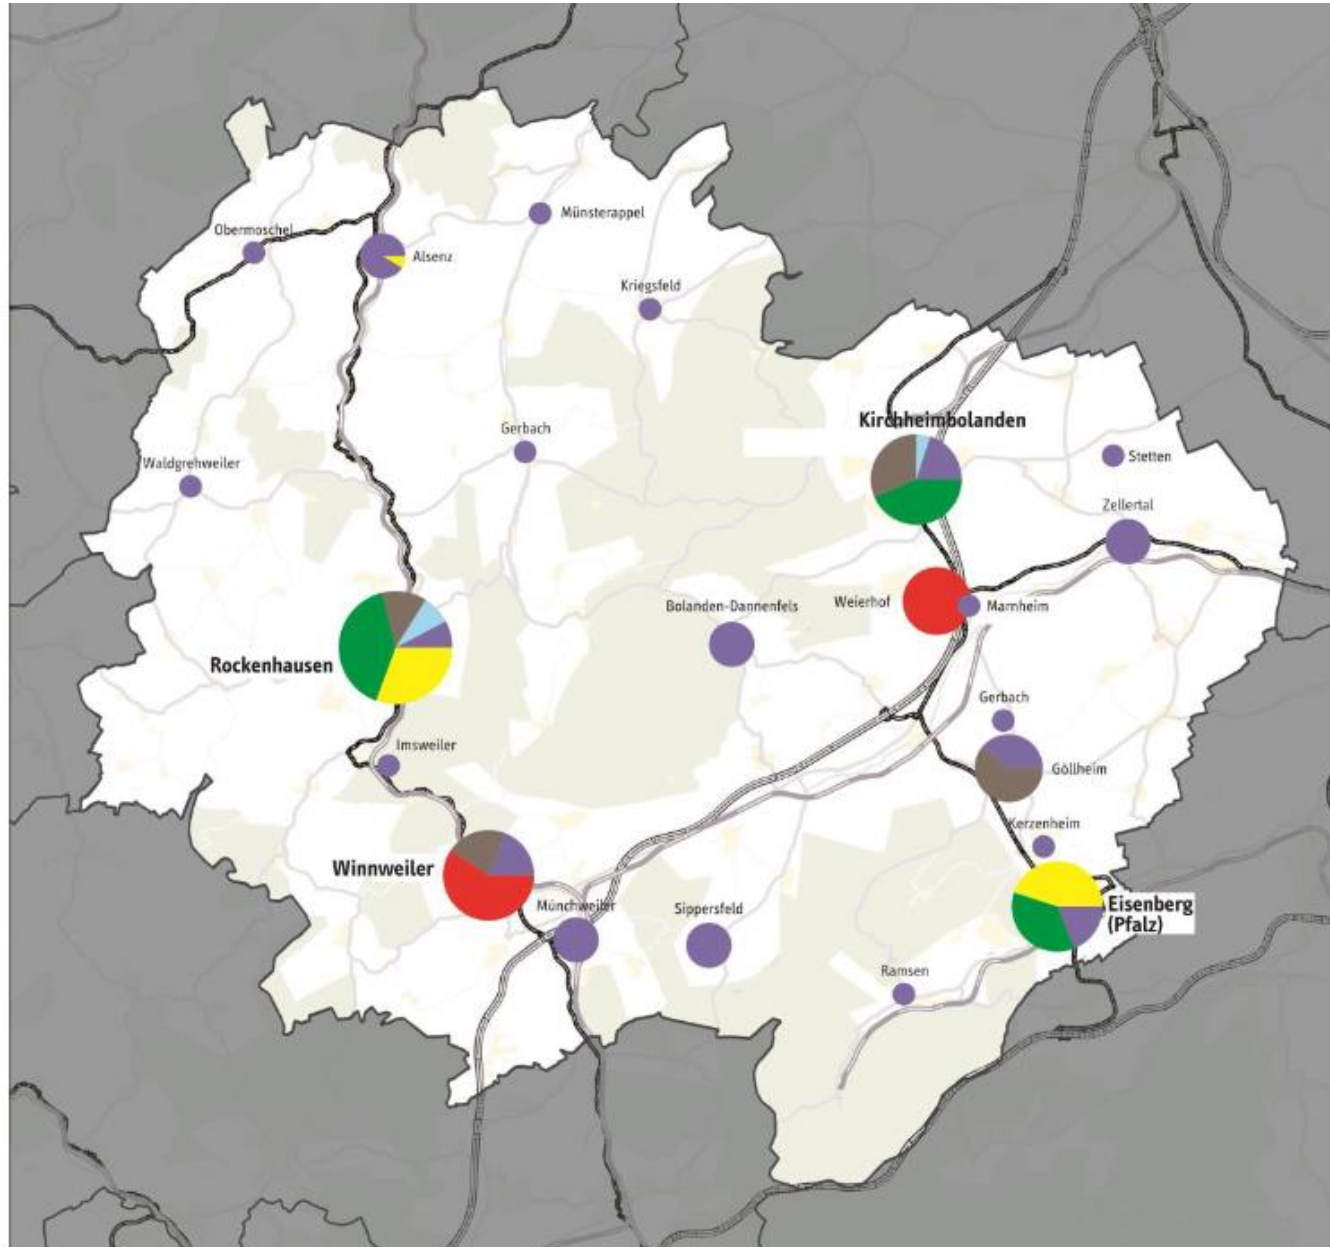 Münsterappel
Obermoschel
Alsenz
Kriegsfeld
Kirchheimbolanden
Gerbach
Stetten
Waldgrehweiler
Zellertal
Weierhof
Marnheim
Bolanden-Dannenfels
Rockenhausen
Gerbach
Imsweiler
Göllheim
Kerzenheim
Winnweiler
Münchweiler
Sippersfeld
Eisenberg
(Pfalz)
Ramsen